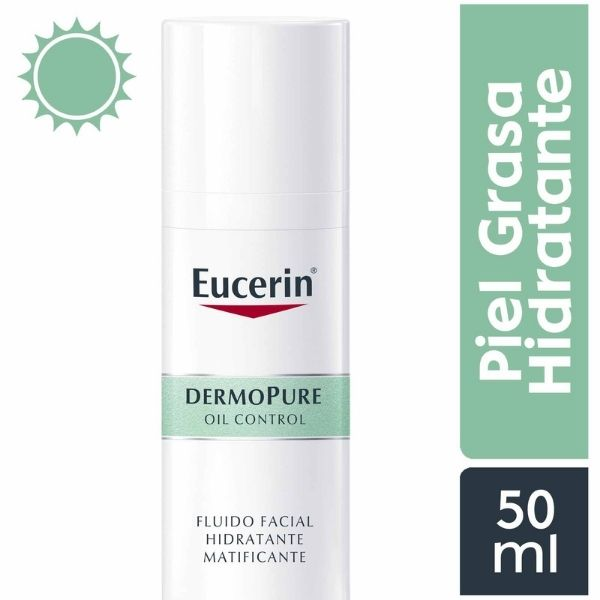 Eucerin®
DERMOPURE
OIL CONTROL
FLUIDO FACIAL
HIDRATANTE
MATIFICANTE
Piel Grasa
Hidratante
50
ml